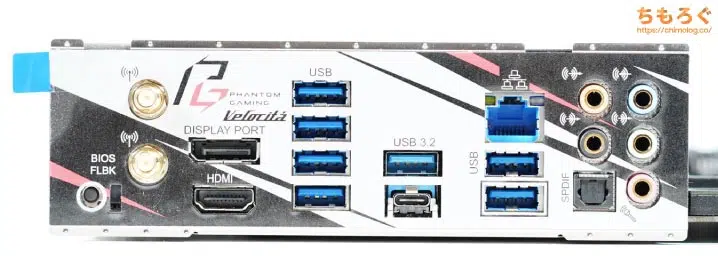 ちもろぐ
https://chimolog.co/
PHANTOM
GAMING
Velocità
USB
DISPLAY PORT
BIOS
FLBK
HDMI
USB 3.2
USB
SPDIF